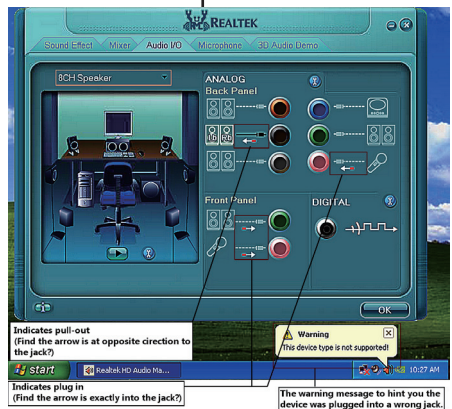 REALTEK
Sound Effect Mixer Audio I/O Microphone 3D Audio Demo
8CH Speaker
ANALOG
Back Panel
Lb Rb
Front Panel
DIGITAL
OK
Indicates pull-out
(Find the arrow is at opposite cirection to
the jack?)
Warning
This device type is not supported!
start
Realtek HD Audio Ma...
10:27 AM
Indicates plug in
(Find the arrow is exactly into the jack?)
The warning message to hint you the
device was plugged into a wrong jack.